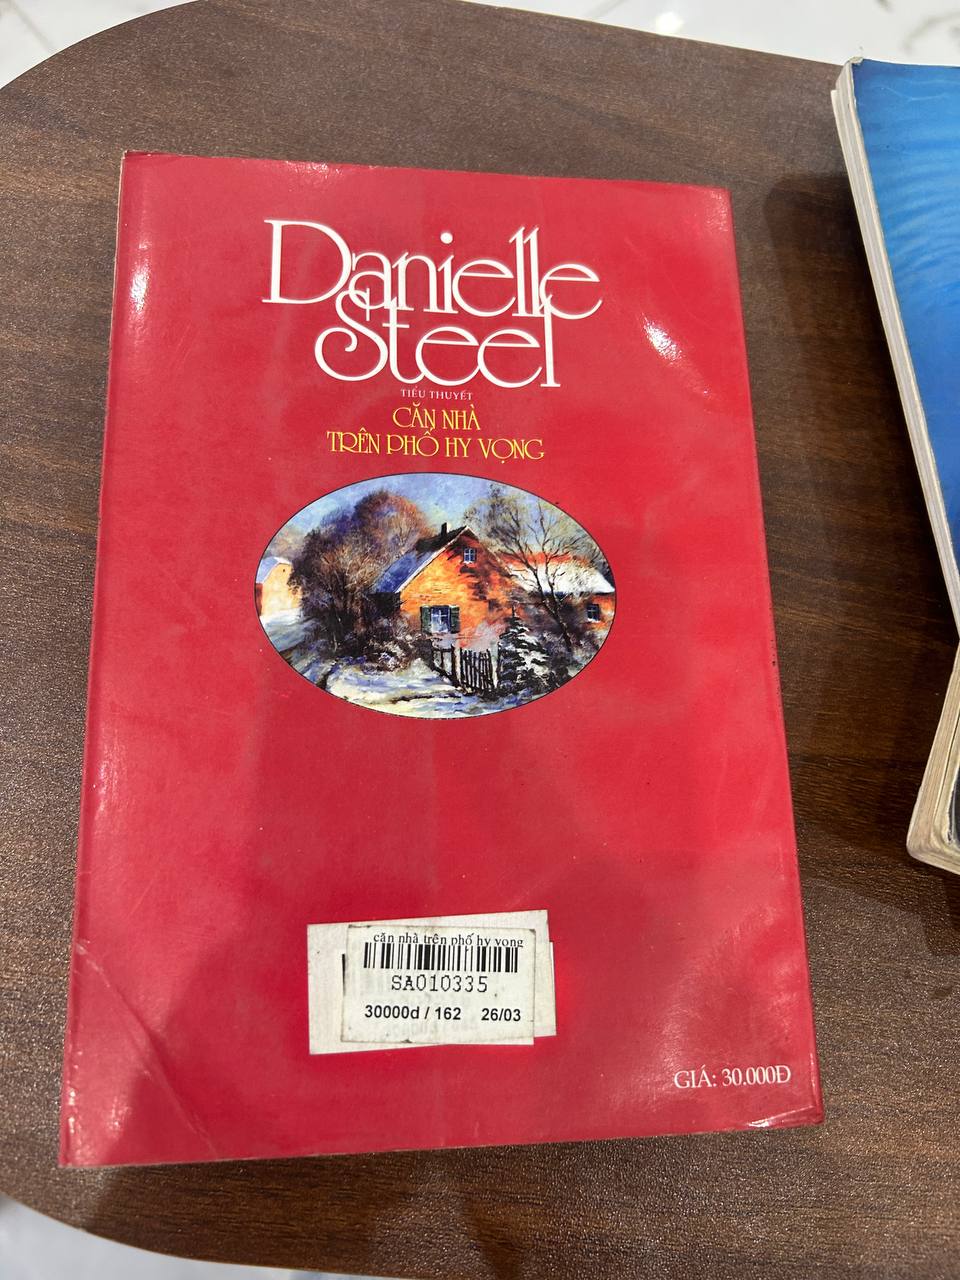 Danielle
Steel
TIỂU THUYẾT
CĂN NHÀ
TRÊN PHỐ HY VỌNG
căn nhà trên phố hy vong
SA010335
30000d / 162 26/03
GIÁ: 30.000Đ